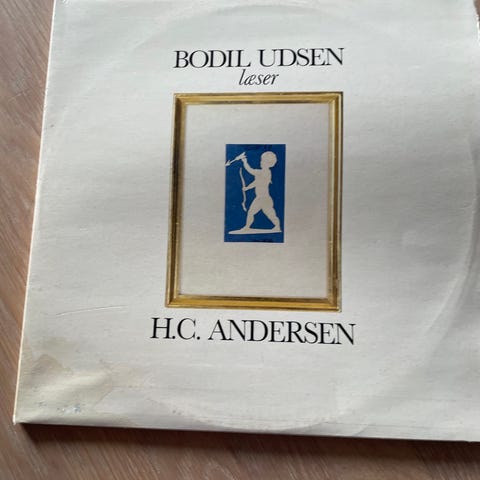 BODIL UDSEN
læser
H.C. ANDERSEN